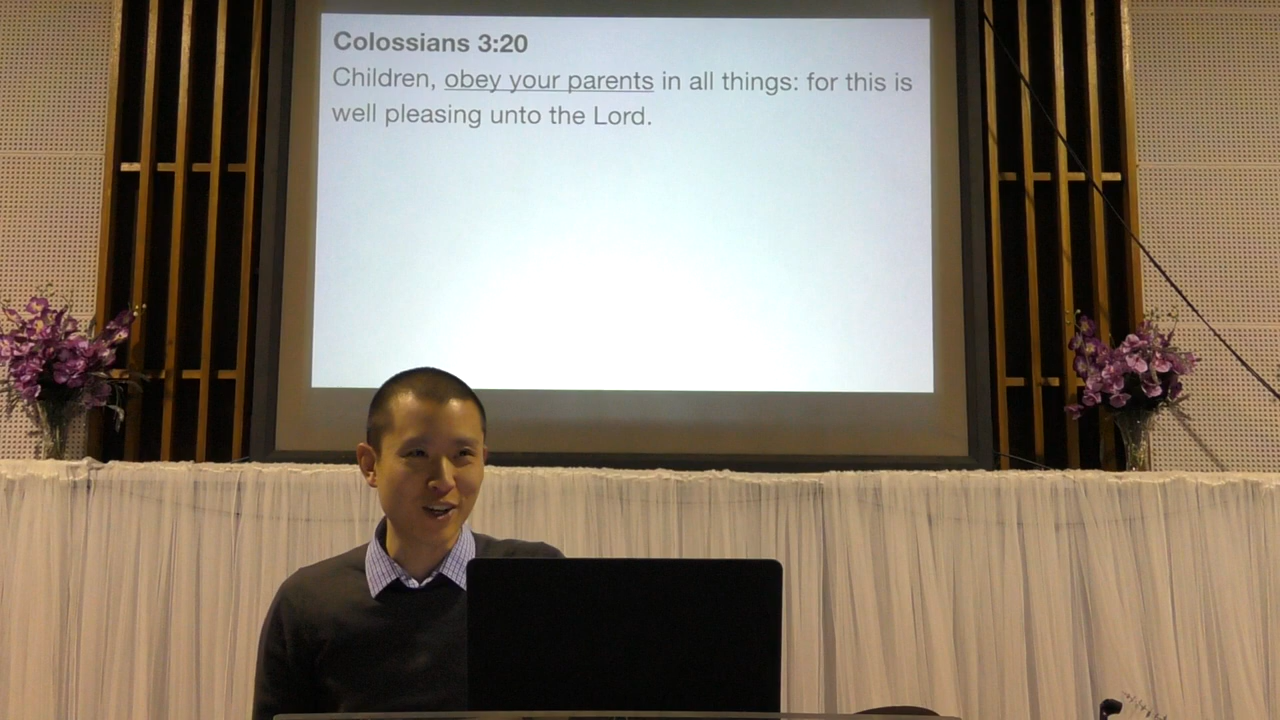 Colossians 3:20
Children, obey your parents in all things: for this is
well pleasing unto the Lord.